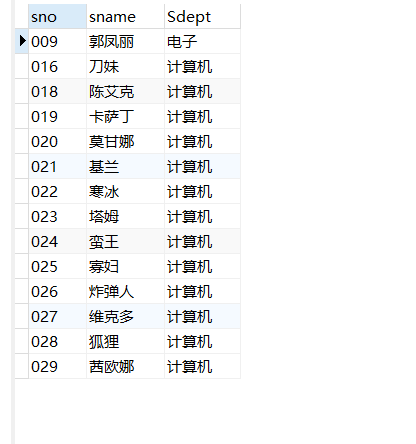 sno sname Sdept
009 郭凤丽 电子
016 刀妹 计算机
018 陈艾克 计算机
019 卡萨丁 计算机
020 莫甘娜 计算机
021 基兰 计算机
022 寒冰 计算机
023 塔姆 计算机
024 蛮王 计算机
025 寡妇 计算机
026 炸弹人 计算机
027 维克多 计算机
028 狐狸 计算机
029 茜欧娜 计算机